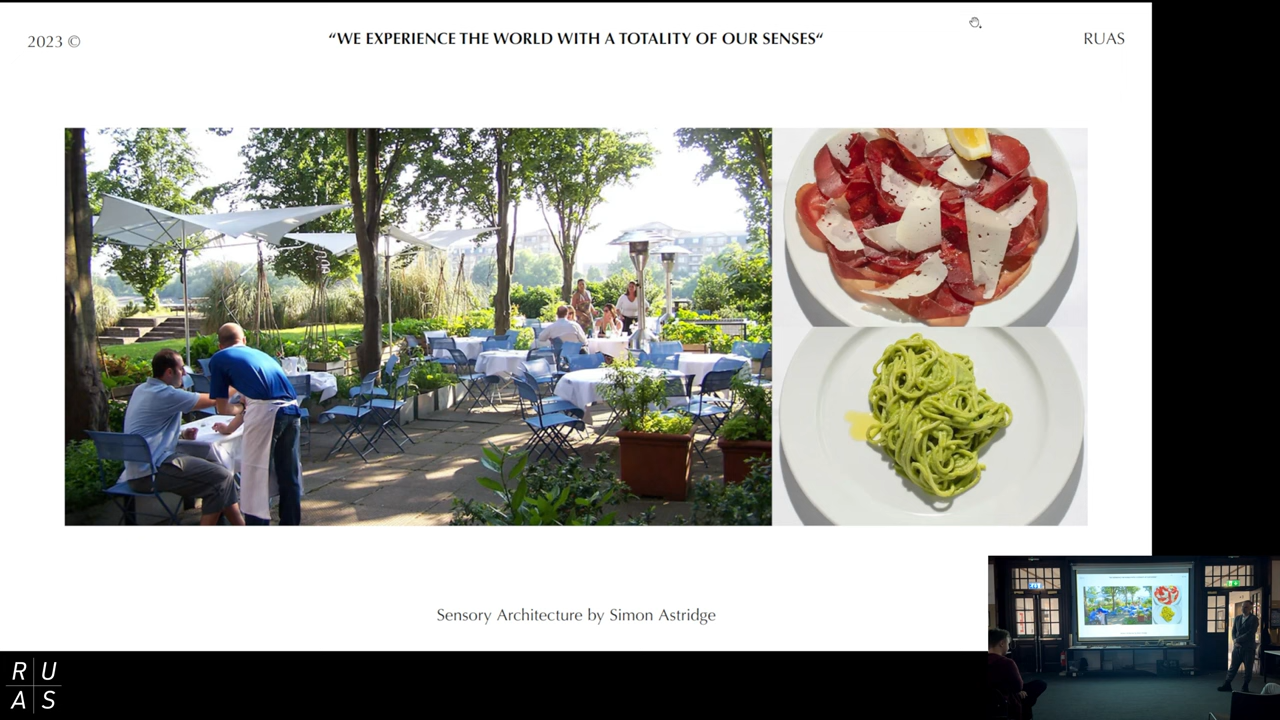 2023 ©
“WE EXPERIENCE THE WORLD WITH A TOTALITY OF OUR SENSES“
RUAS
Sensory Architecture by Simon Astridge
R U
A S